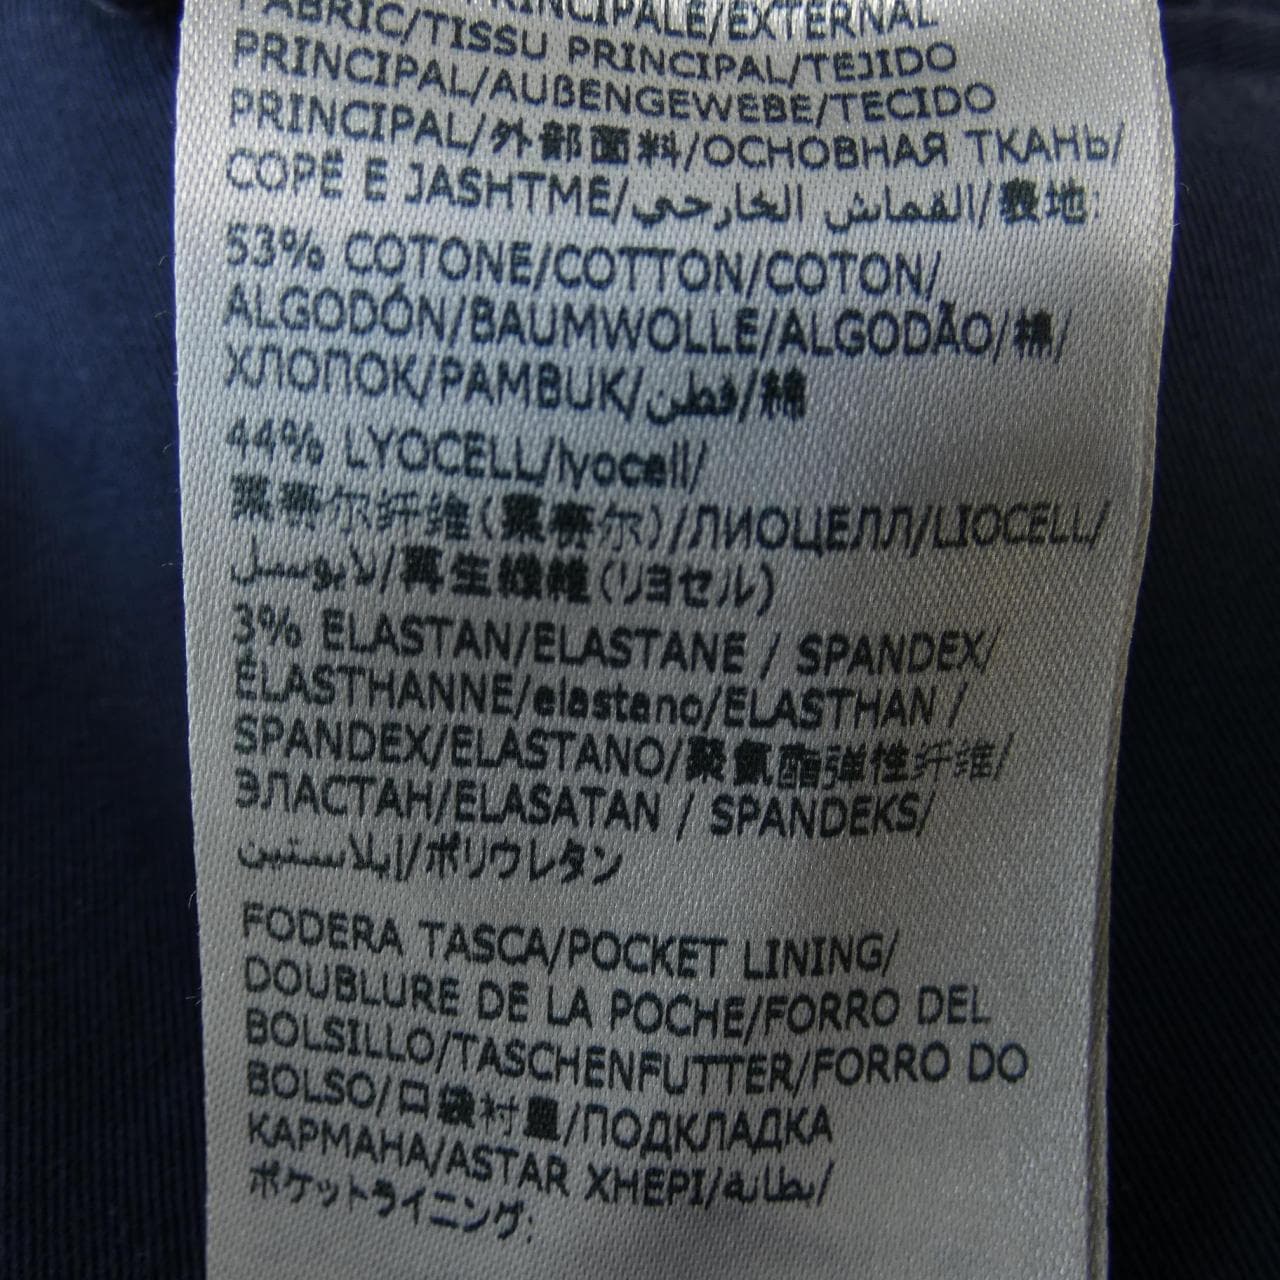 PRINCIPALE/EXTERNAL
FABRIC/TISSU PRINCIPAL/TEJIDO
PRINCIPAL/AUßENGEWEBE/TECIDO
PRINCIPAL/外部面料/ОСНОВНАЯ ТКАНЬ/
COPË E JASHTME/القماش الخارجي/表地:
53% COTONE/COTTON/COTON/
ALGODÓN/BAUMWOLLE/ALGODÃO/棉/
ХЛОПОК/PAMBUK/قطن/綿
44% LYOCELL/lyocell/
莱赛尔纤维(莱赛尔)/ЛИОЦЕЛЛ/LIOCELL/
لايوسل/再生繊維(リヨセル)
3% ELASTAN/ELASTANE / SPANDEX/
ELASTHANNE/elastano/ELASTHAN /
SPANDEX/ELASTANO/聚氨酯弹性纤维/
ЭЛАСТАН/ELASATAN / SPANDEKS/
إيلاستين/ポリウレタン
FODERA TASCA/POCKET LINING/
DOUBLURE DE LA POCHE/FORRO DEL
BOLSILLO/TASCHENFUTTER/FORRO DO
BOLSO/口袋衬里/ПОДКЛАДКА
КАРМАНА/ASTAR XHEPI/بطانة/
ポケットライニング: